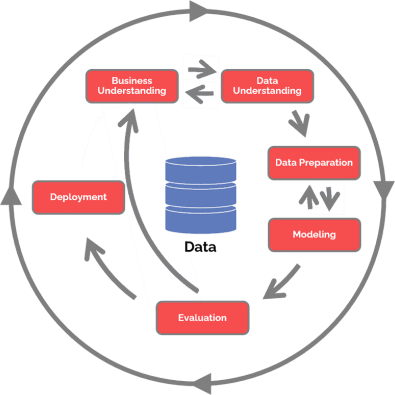 Business
Understanding
Data
Understanding
Data Preparation
Deployment
Modeling
Data
Evaluation